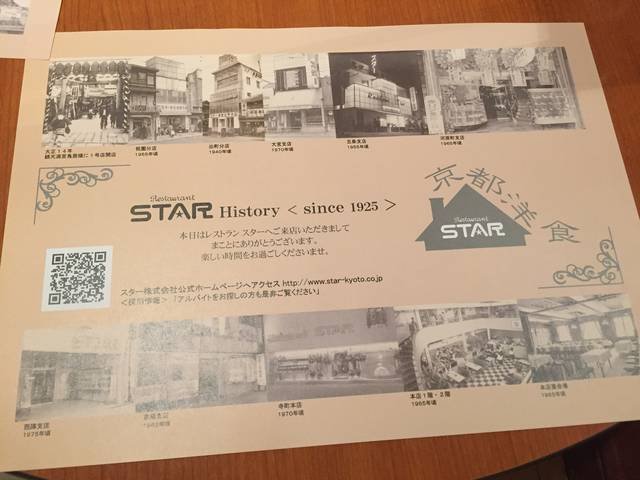 大正14年
錦天満宮鳥居横に1号店開店
祇園分店
1955年頃
出町分店
1940年頃
大宮支店
1970年頃
五条支店
1965年頃
河原町支店
1965年頃
Restaurant
STAR History < since 1925 >
本日はレストラン スターへご来店いただきまして
まことにありがとうございます。
楽しい時間をお過ごしくださいませ。
京都洋食
Restaurant
STAR
スター株式会社公式ホームページへアクセス http://www.star-kyoto.co.jp
<採用情報>「アルバイトをお探しの方も是非ご覧ください」
西陣支店
1975年頃
寺町本店
1970年頃
本店1階・2階
1965年頃
本店宴会場
1965年頃